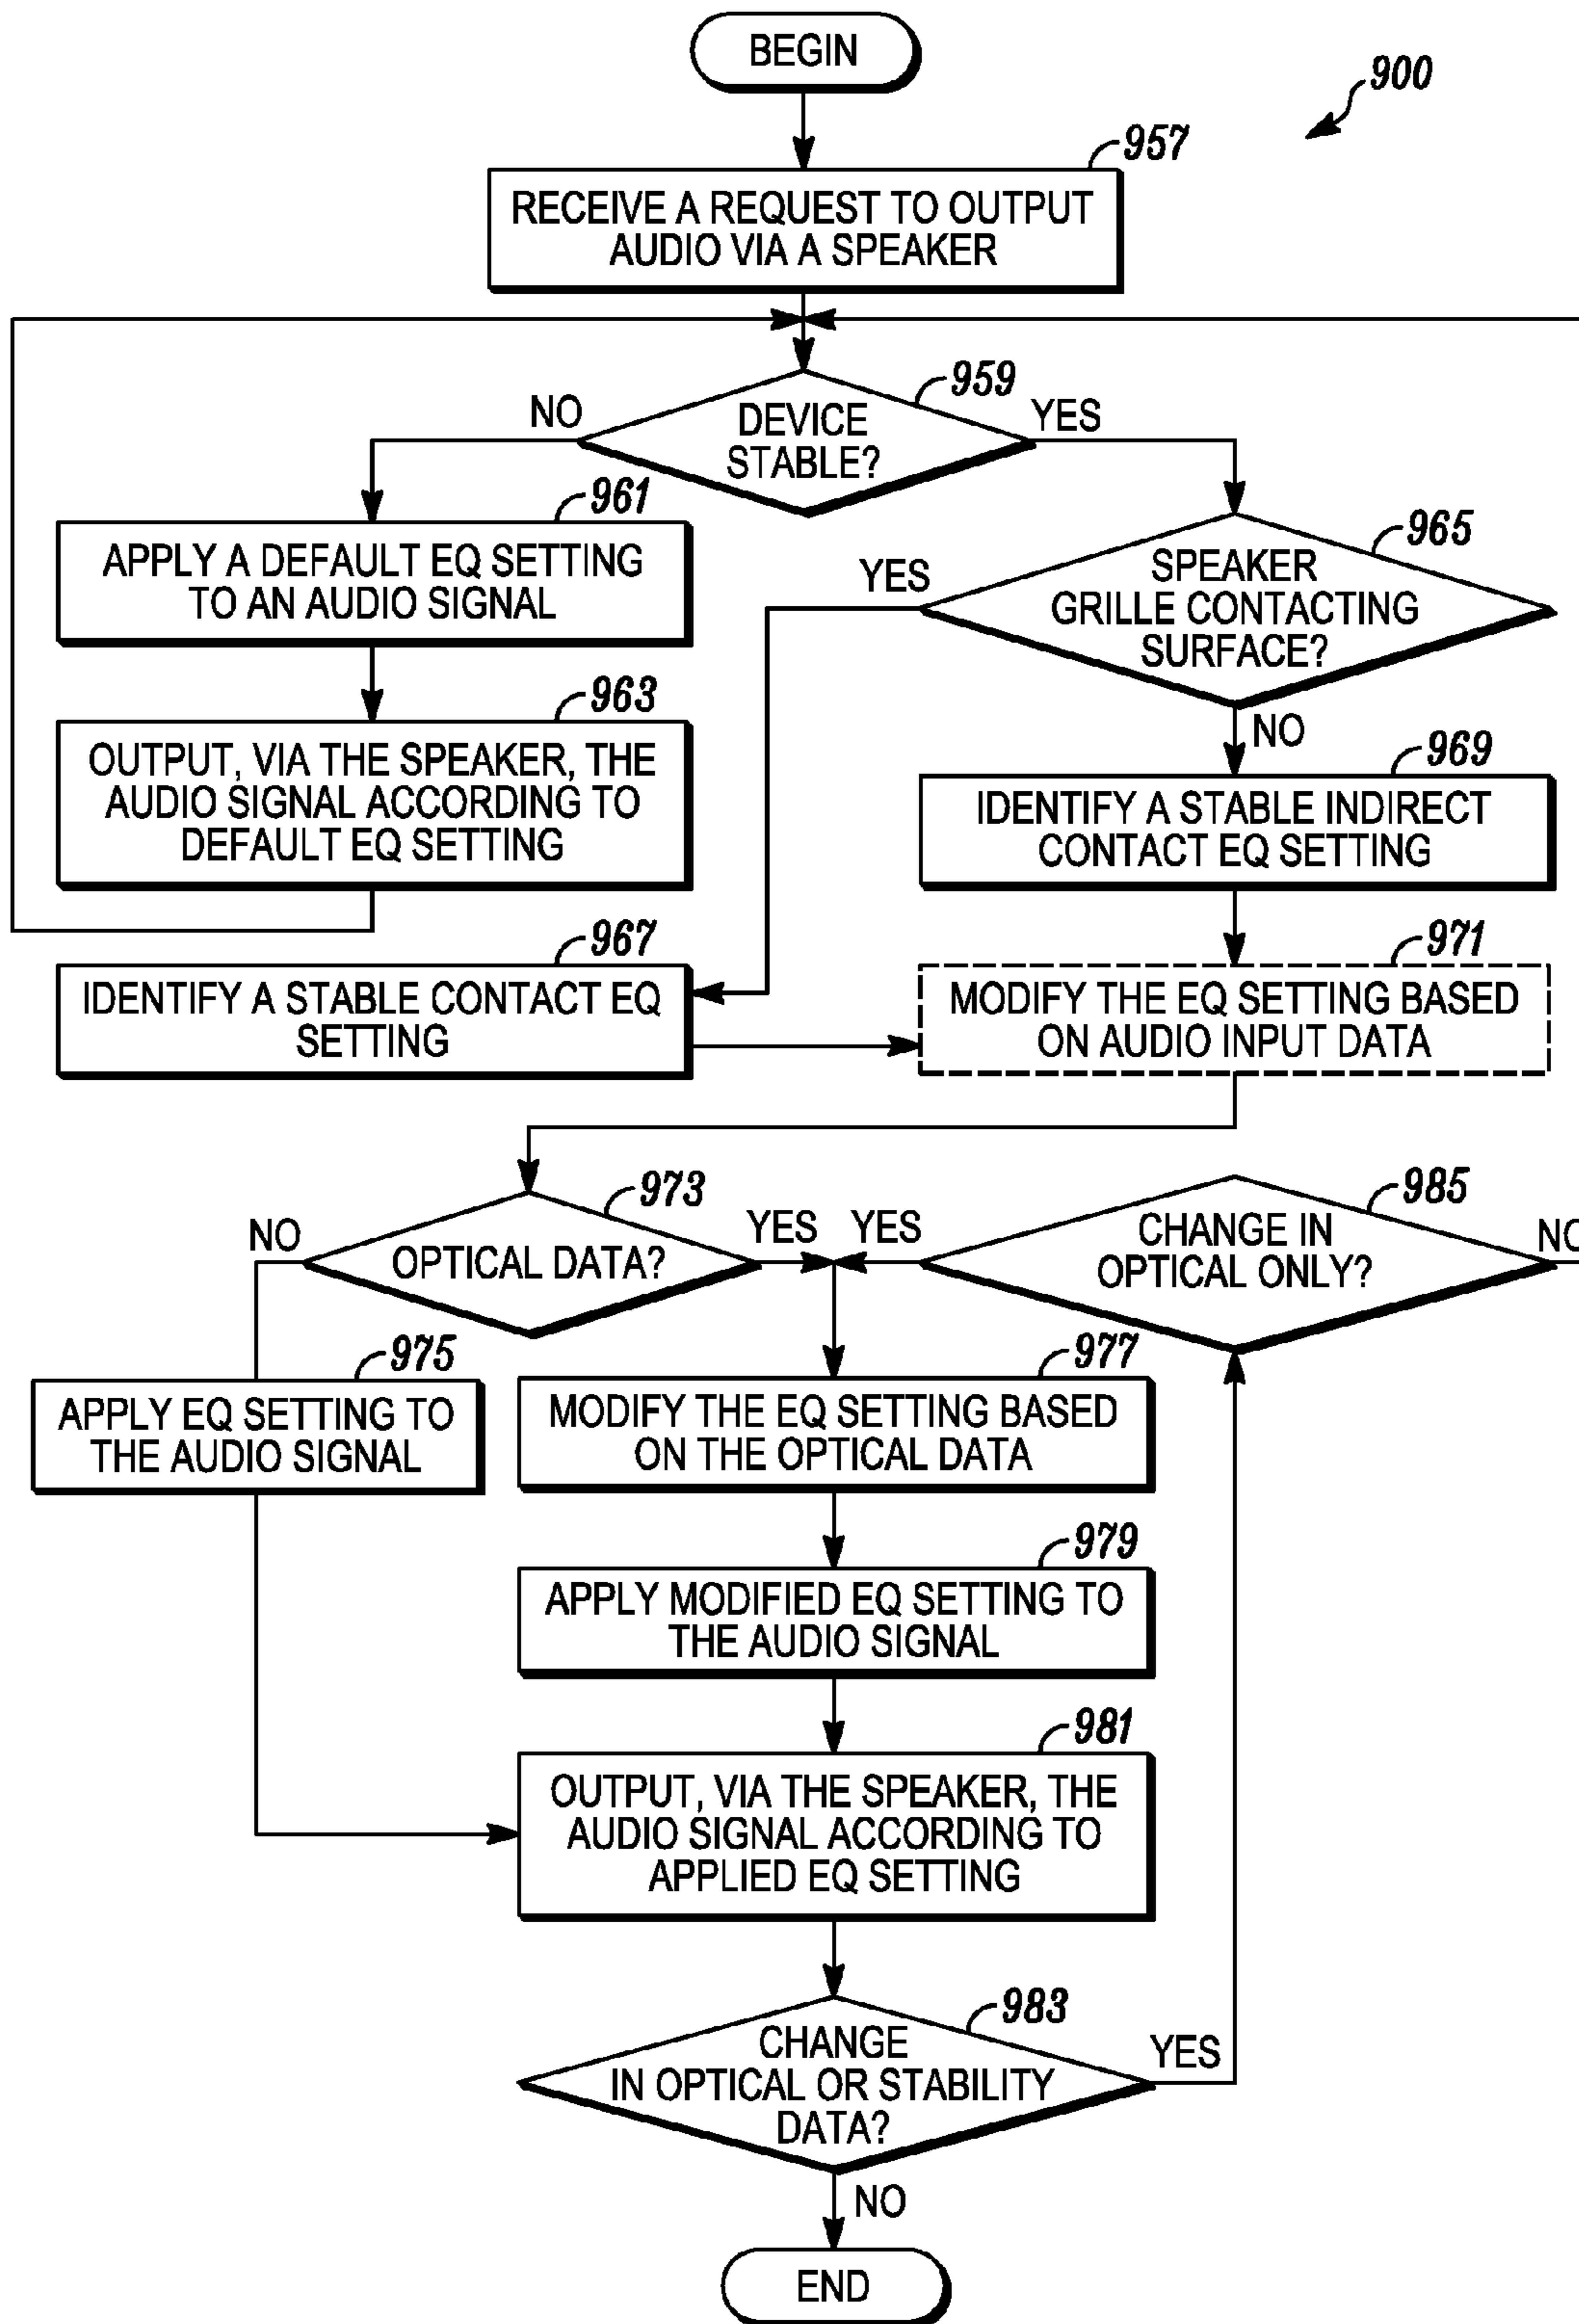 BEGIN
900
957
RECEIVE A REQUEST TO OUTPUT
AUDIO VIA A SPEAKER
959
NO
DEVICE
STABLE?
YES
961
APPLY A DEFAULT EQ SETTING
TO AN AUDIO SIGNAL
965
YES
SPEAKER
GRILLE CONTACTING
SURFACE?
NO
963
OUTPUT, VIA THE SPEAKER, THE
AUDIO SIGNAL ACCORDING TO
DEFAULT EQ SETTING
969
IDENTIFY A STABLE INDIRECT
CONTACT EQ SETTING
967
IDENTIFY A STABLE CONTACT EQ
SETTING
971
MODIFY THE EQ SETTING BASED
ON AUDIO INPUT DATA
973
NO
OPTICAL DATA?
YES
985
YES
CHANGE IN
OPTICAL ONLY?
NO
975
APPLY EQ SETTING TO
THE AUDIO SIGNAL
977
MODIFY THE EQ SETTING BASED
ON THE OPTICAL DATA
979
APPLY MODIFIED EQ SETTING TO
THE AUDIO SIGNAL
981
OUTPUT, VIA THE SPEAKER, THE
AUDIO SIGNAL ACCORDING TO
APPLIED EQ SETTING
983
CHANGE
IN OPTICAL OR STABILITY
DATA?
YES
NO
END